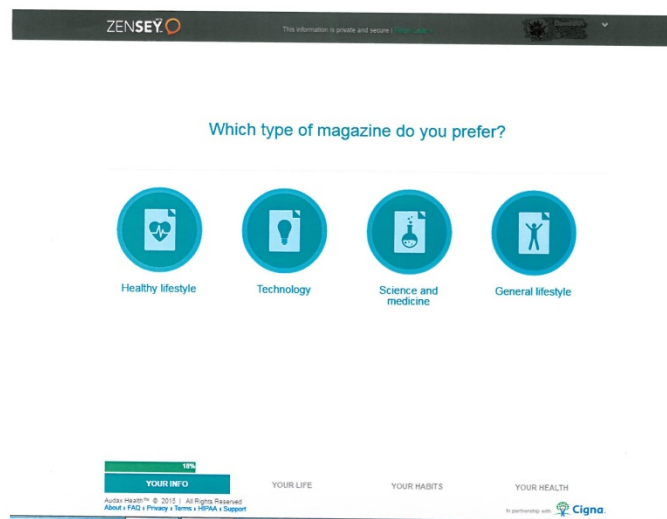 ZENSEY
This information is private and secure |
Which type of magazine do you prefer?
Healthy lifestyle
Technology
Science and
medicine
General lifestyle
18%
YOUR INFO
YOUR LIFE
YOUR HABITS
YOUR HEALTH
Audax Health™ © 2015 | All Rights Reserved
About • FAQ • Privacy • Terms • HIPAA • Support
In partnership with Cigna.